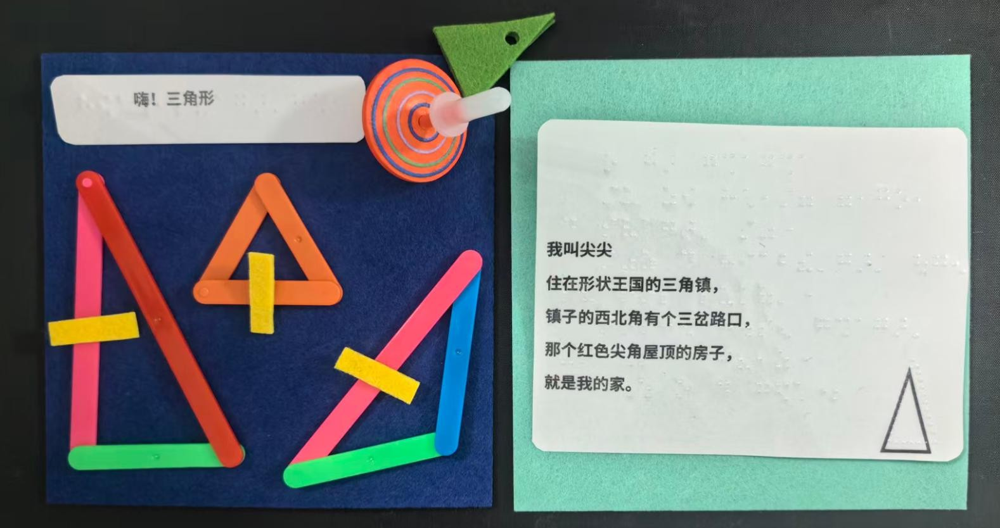 嗨！三角形
我叫尖尖
住在形状王国的三角镇，
镇子的西北角有个三岔路口，
那个红色尖角屋顶的房子，
就是我的家。